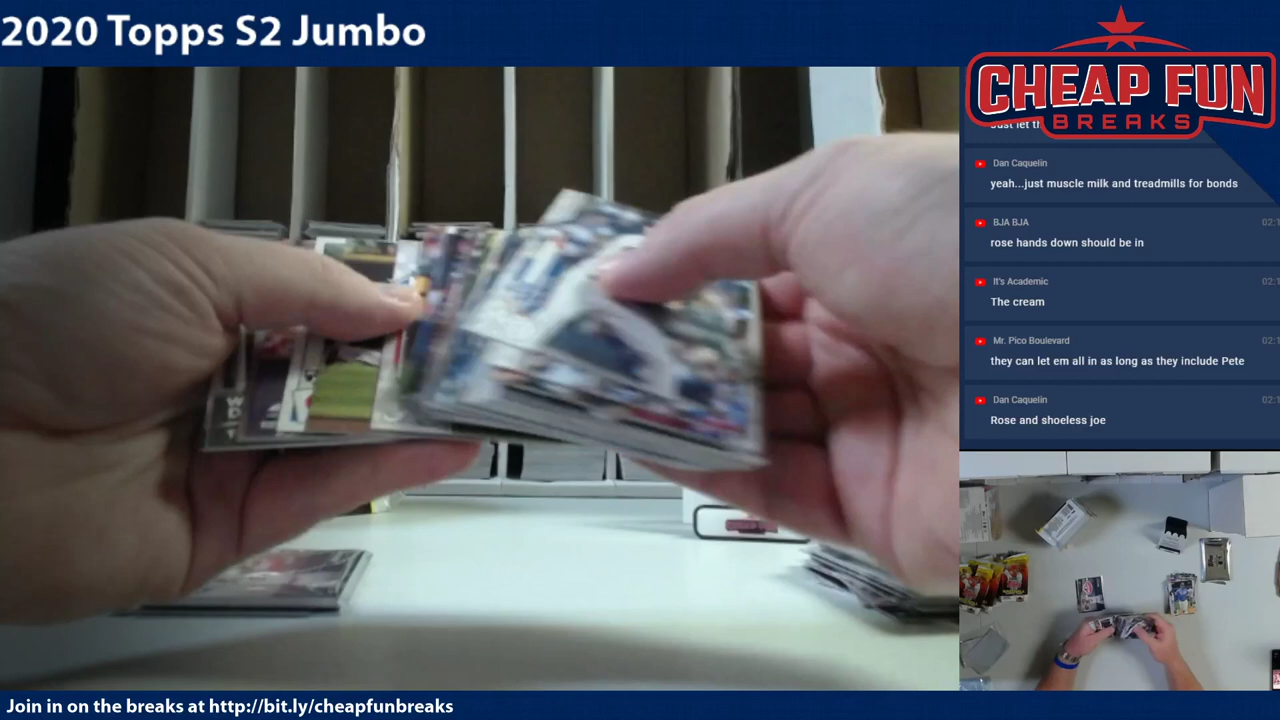 2020 Topps S2 Jumbo
CHEAP FUN
BREAKS
Just let
Dan Caquelin
yeah...just muscle milk and treadmills for bonds
BJA BJA
rose hands down should be in
It's Academic
The cream
Mr. Pico Boulevard
they can let em all in as long as they include Pete
Dan Caquelin
Rose and shoeless joe
Join in on the breaks at http://bit.ly/cheapfunbreaks